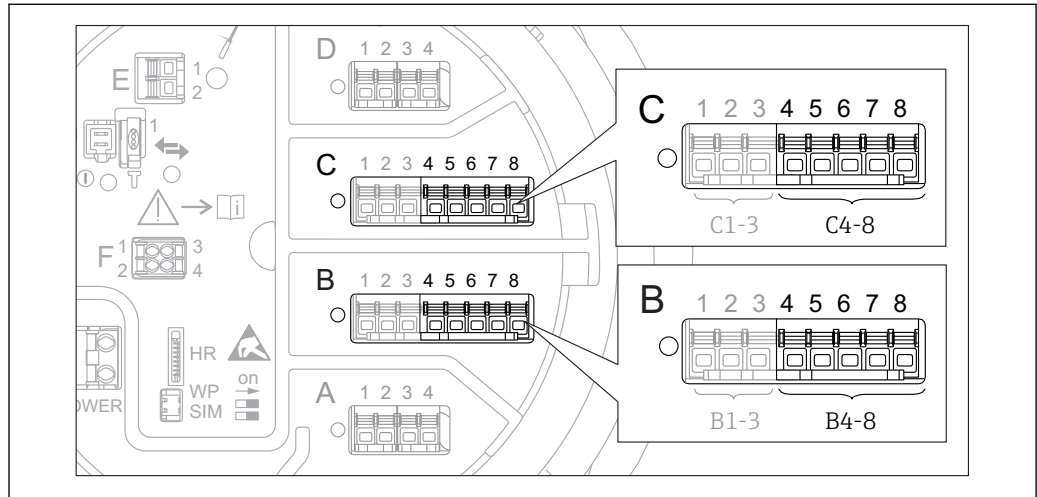 E
1
2
1
F
1
2
3
4
OWER
HR
WP
SIM
on
D 1 2 3 4
C 1 2 3 4 5 6 7 8
B 1 2 3 4 5 6 7 8
A 1 2 3 4
C 1 2 3 4 5 6 7 8
C1-3 C4-8
B 1 2 3 4 5 6 7 8
B1-3 B4-8